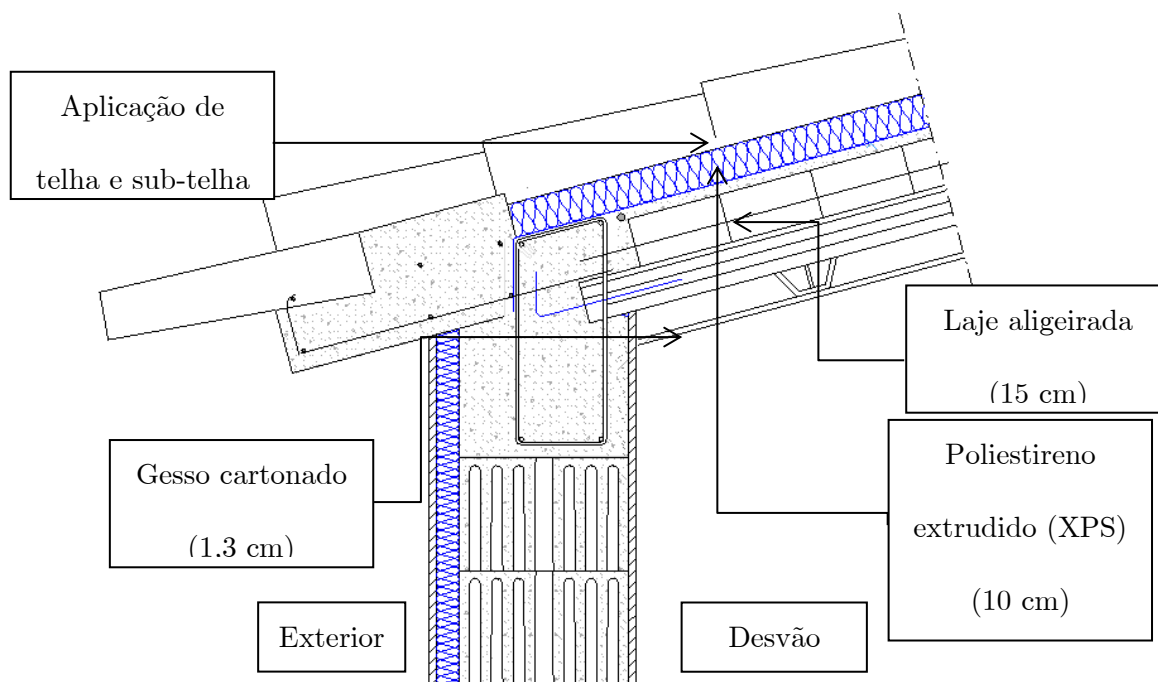 Aplicação de
telha e sub-telha
Laje aligeirada
(15 cm)
Gesso cartonado
(1.3 cm)
Poliestireno
extrudido (XPS)
(10 cm)
Exterior
Desvão